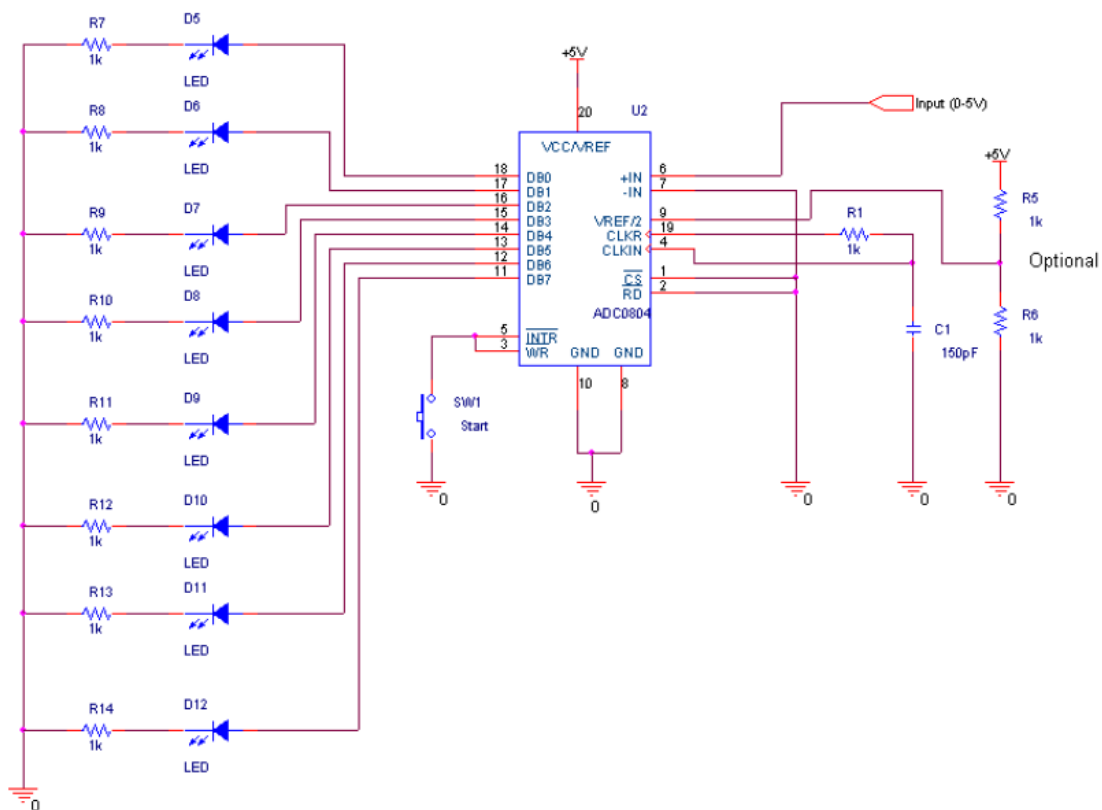 R7
1k
D5
LED
R8
1k
D6
LED
R9
1k
D7
LED
R10
1k
D8
LED
R11
1k
D9
LED
R12
1k
D10
LED
R13
1k
D11
LED
R14
1k
D12
LED
0
+5V
20
U2
VCC/VREF
18 DB0
17 DB1
16 DB2
15 DB3
14 DB4
13 DB5
12 DB6
11 DB7
5 INTR
3 WR
+IN 6
-IN 7
VREF/2 9
CLKR 19
CLKIN 4
CS 1
RD 2
ADC0804
GND GND
10 8
0
SW1
Start
0
Input (0-5V)
R1
1k
0
C1
150pF
0
+5V
R5
1k
Optional
R6
1k
0